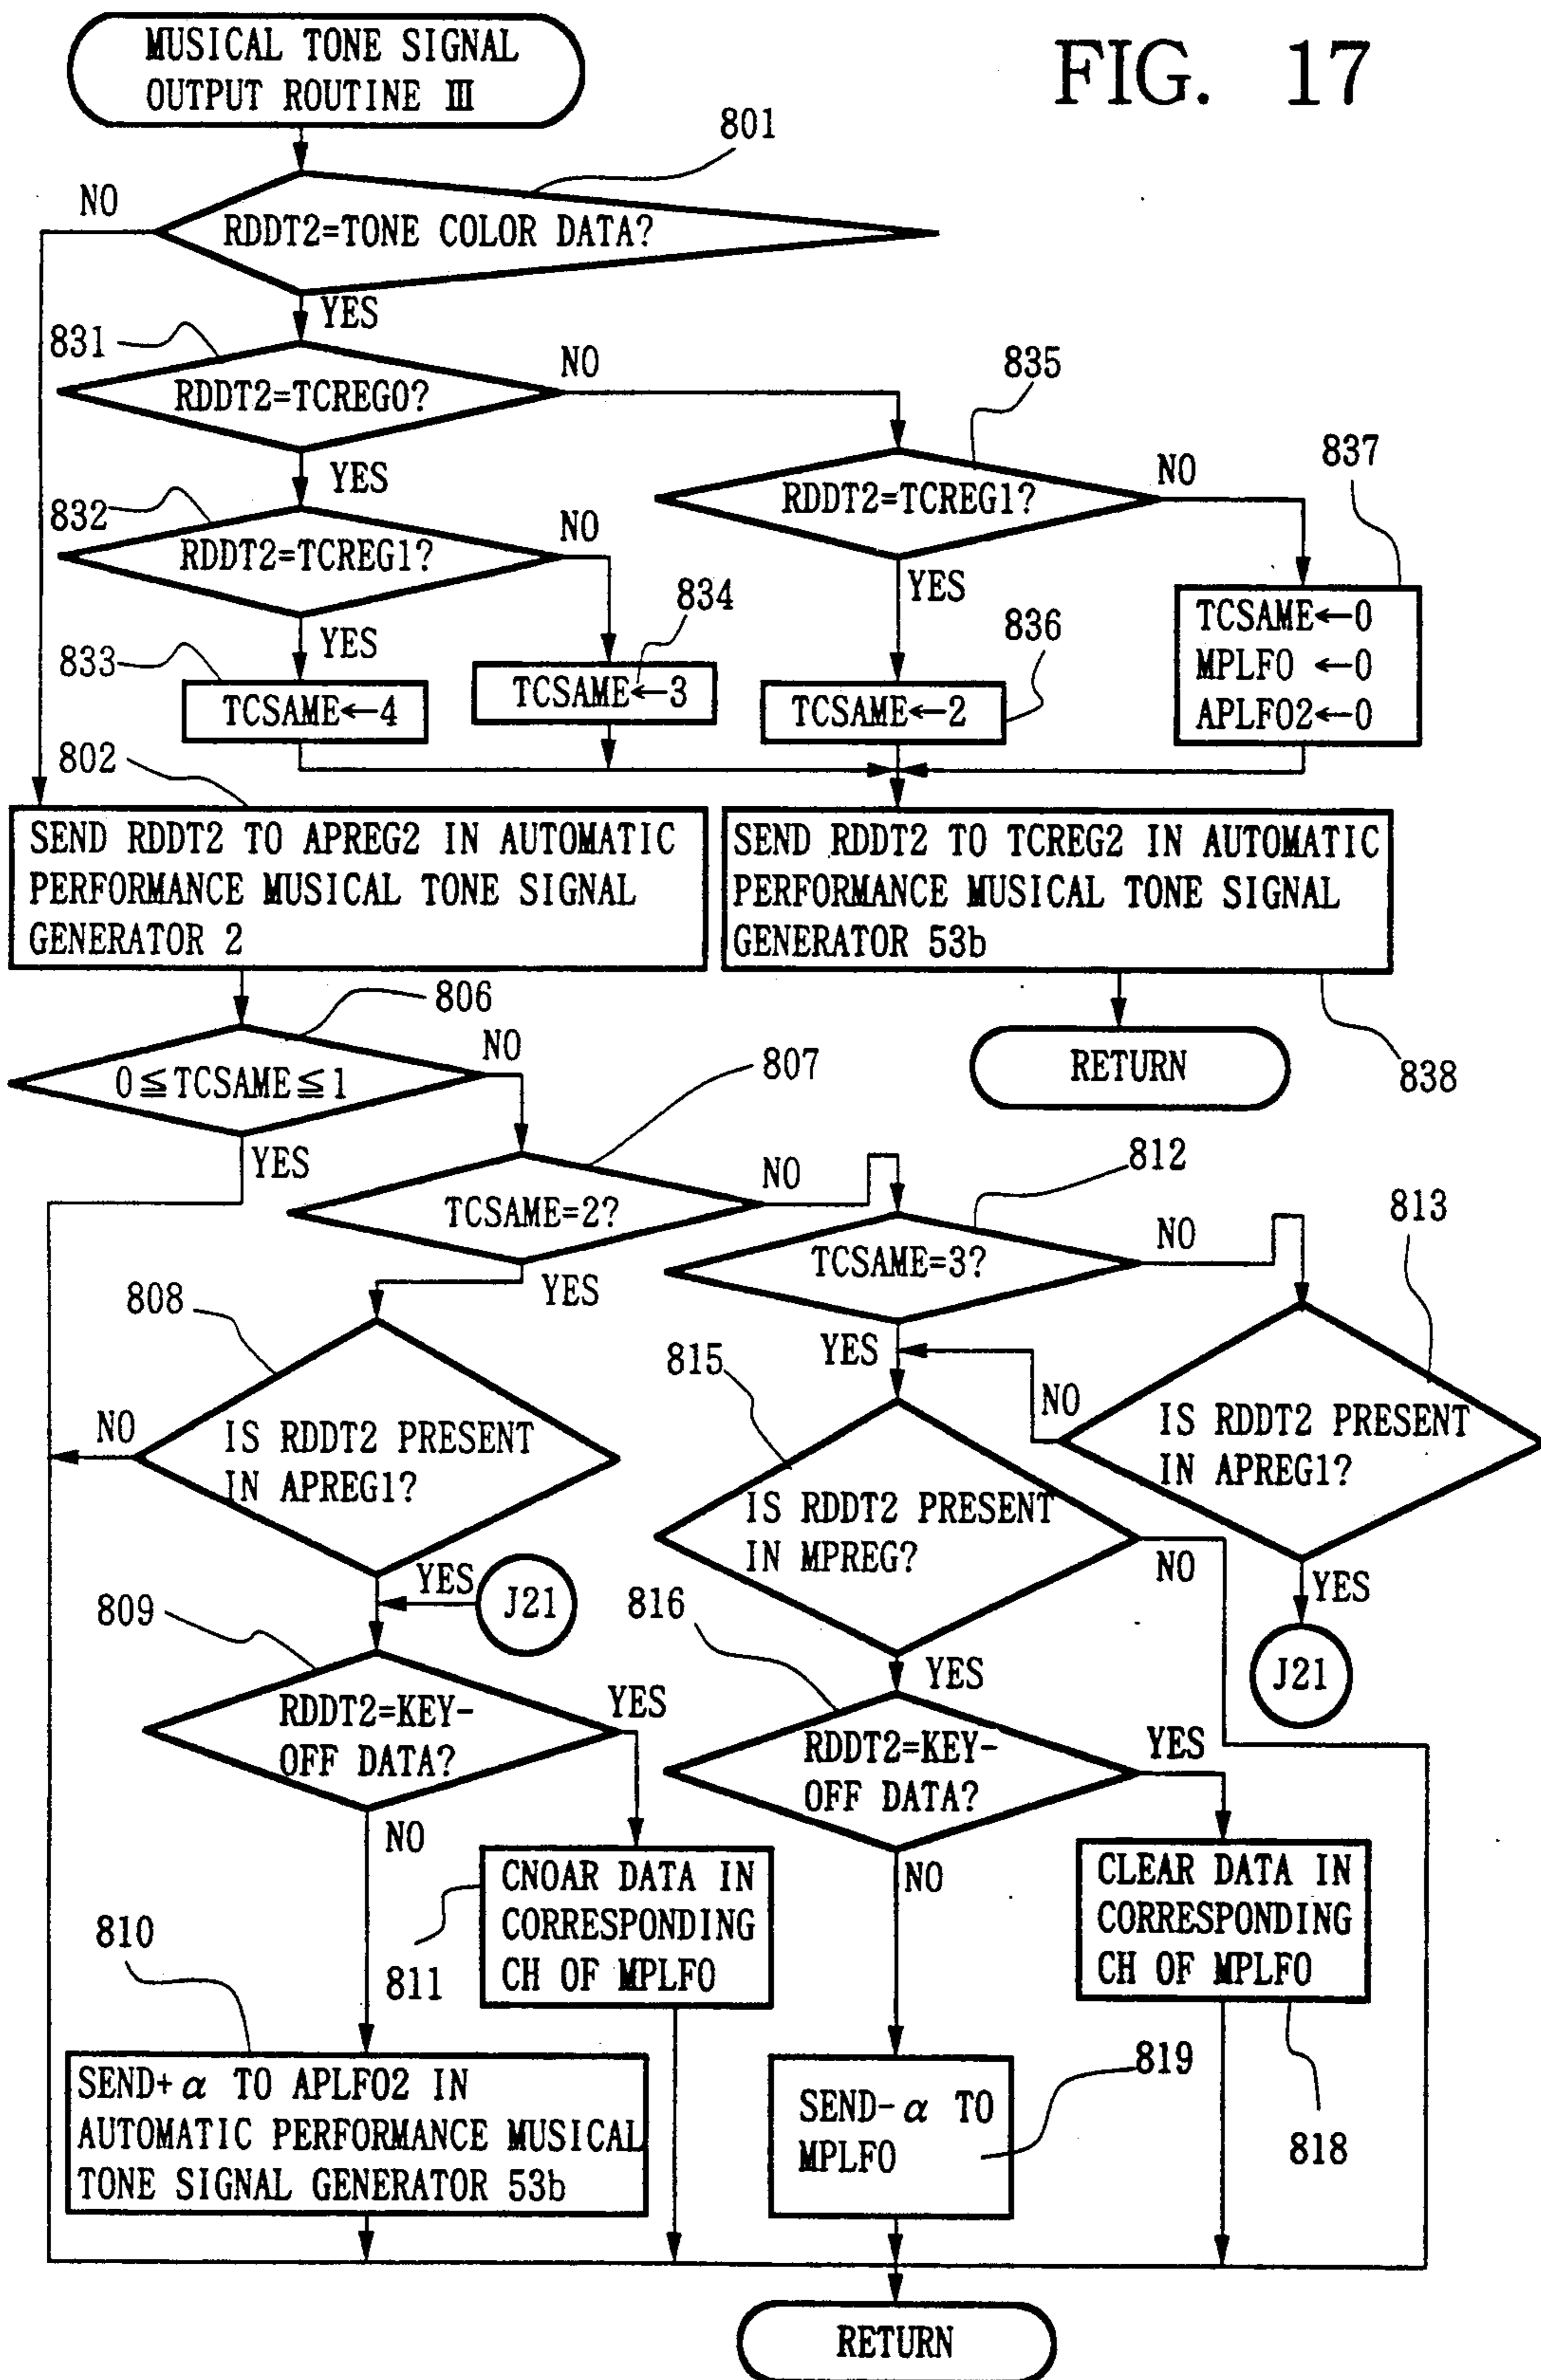 FIG. 17
MUSICAL TONE SIGNAL
OUTPUT ROUTINE III
801
NO
RDDT2=TONE COLOR DATA?
YES
831
RDDT2=TCREG0?
NO
835
YES
RDDT2=TCREG1?
NO
837
832
RDDT2=TCREG1?
NO
834
YES
833
YES
836
TCSAME←4
TCSAME←3
TCSAME←2
TCSAME←0
MPLFO ←0
APLFO2←0
802
SEND RDDT2 TO APREG2 IN AUTOMATIC
PERFORMANCE MUSICAL TONE SIGNAL
GENERATOR 2
SEND RDDT2 TO TCREG2 IN AUTOMATIC
PERFORMANCE MUSICAL TONE SIGNAL
GENERATOR 53b
838
RETURN
806
0≦TCSAME≦1
NO
807
YES
TCSAME=2?
NO
812
YES
TCSAME=3?
NO
813
808
IS RDDT2 PRESENT
IN APREG1?
NO
YES
815
YES
NO
IS RDDT2 PRESENT
IN APREG1?
YES
J21
IS RDDT2 PRESENT
IN MPREG?
NO
YES
J21
809
RDDT2=KEY-
OFF DATA?
YES
NO
816
RDDT2=KEY-
OFF DATA?
YES
NO
810
811
CNOAR DATA IN
CORRESPONDING
CH OF MPLFO
CLEAR DATA IN
CORRESPONDING
CH OF MPLFO
818
SEND+α TO APLFO2 IN
AUTOMATIC PERFORMANCE MUSICAL
TONE SIGNAL GENERATOR 53b
SEND-α TO
MPLFO
819
RETURN